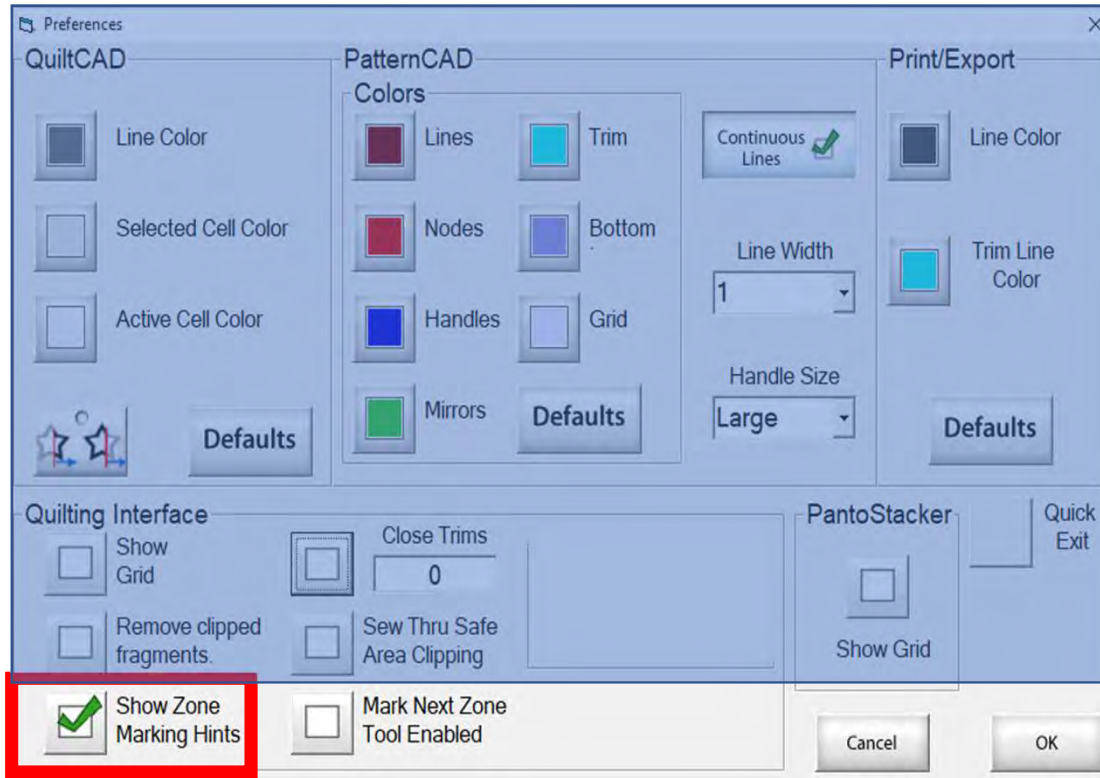 Preferences
QuiltCAD
Line Color
Selected Cell Color
Active Cell Color
Defaults
PatternCAD
Colors
Lines
Trim
Nodes
Bottom
Handles
Grid
Mirrors
Defaults
Continuous
Lines
Line Width
1
Handle Size
Large
Print/Export
Line Color
Trim Line
Color
Defaults
Quilting Interface
Show
Grid
Close Trims
0
Remove clipped
fragments.
Sew Thru Safe
Area Clipping
Show Zone
Marking Hints
Mark Next Zone
Tool Enabled
PantoStacker
Show Grid
Quick
Exit
Cancel
OK